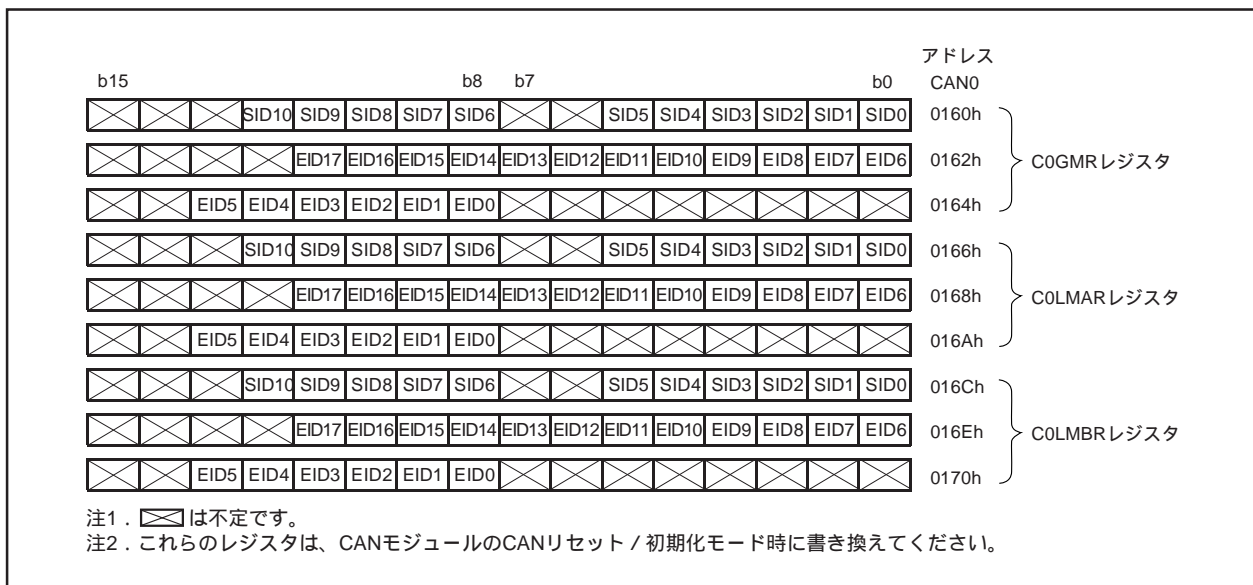 アドレス
b15 b8 b7 b0 CAN0
SID10 SID9 SID8 SID7 SID6 SID5 SID4 SID3 SID2 SID1 SID0 0160h
EID17 EID16 EID15 EID14 EID13 EID12 EID11 EID10 EID9 EID8 EID7 EID6 0162h C0GMRレジスタ
EID5 EID4 EID3 EID2 EID1 EID0 0164h
SID10 SID9 SID8 SID7 SID6 SID5 SID4 SID3 SID2 SID1 SID0 0166h
EID17 EID16 EID15 EID14 EID13 EID12 EID11 EID10 EID9 EID8 EID7 EID6 0168h C0LMARレジスタ
EID5 EID4 EID3 EID2 EID1 EID0 016Ah
SID10 SID9 SID8 SID7 SID6 SID5 SID4 SID3 SID2 SID1 SID0 016Ch
EID17 EID16 EID15 EID14 EID13 EID12 EID11 EID10 EID9 EID8 EID7 EID6 016Eh C0LMBRレジスタ
EID5 EID4 EID3 EID2 EID1 EID0 0170h
注1．は不定です。
注2．これらのレジスタは、CANモジュールのCANリセット / 初期化モード時に書き換えてください。